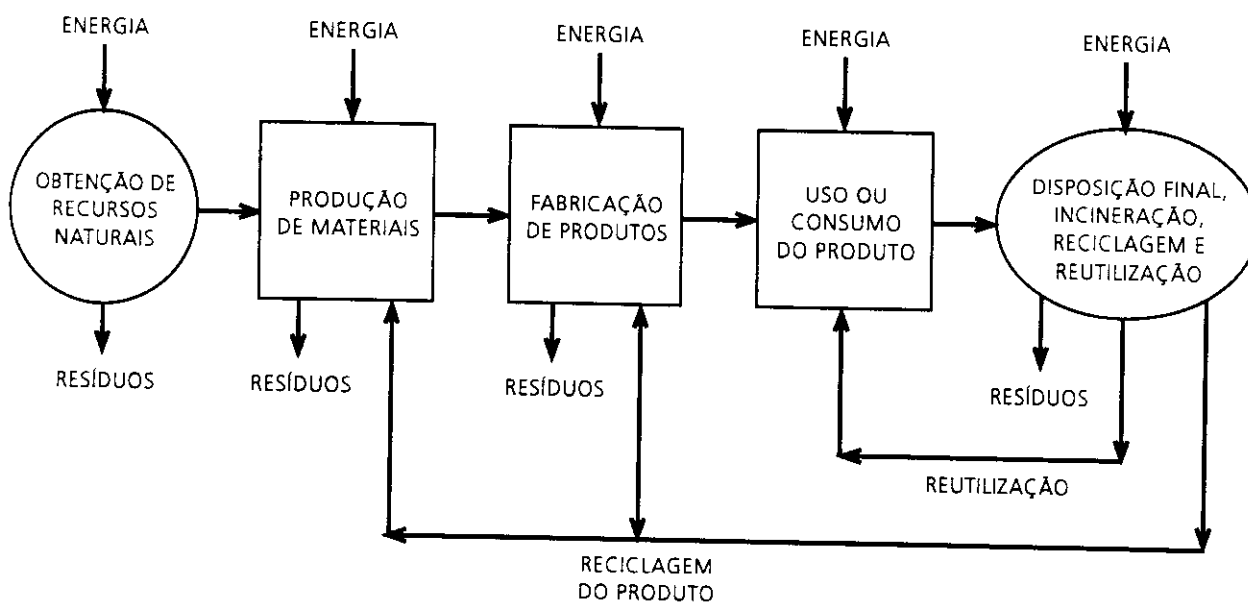 ENERGIA
ENERGIA
ENERGIA
ENERGIA
ENERGIA
OBTENÇÃO DE
RECURSOS
NATURAIS
PRODUÇÃO
DE MATERIAIS
FABRICAÇÃO
DE PRODUTOS
USO OU
CONSUMO
DO PRODUTO
DISPOSIÇÃO FINAL,
INCINERAÇÃO,
RECICLAGEM E
REUTILIZAÇÃO
RESÍDUOS
RESÍDUOS
RESÍDUOS
RESÍDUOS
REUTILIZAÇÃO
RECICLAGEM
DO PRODUTO